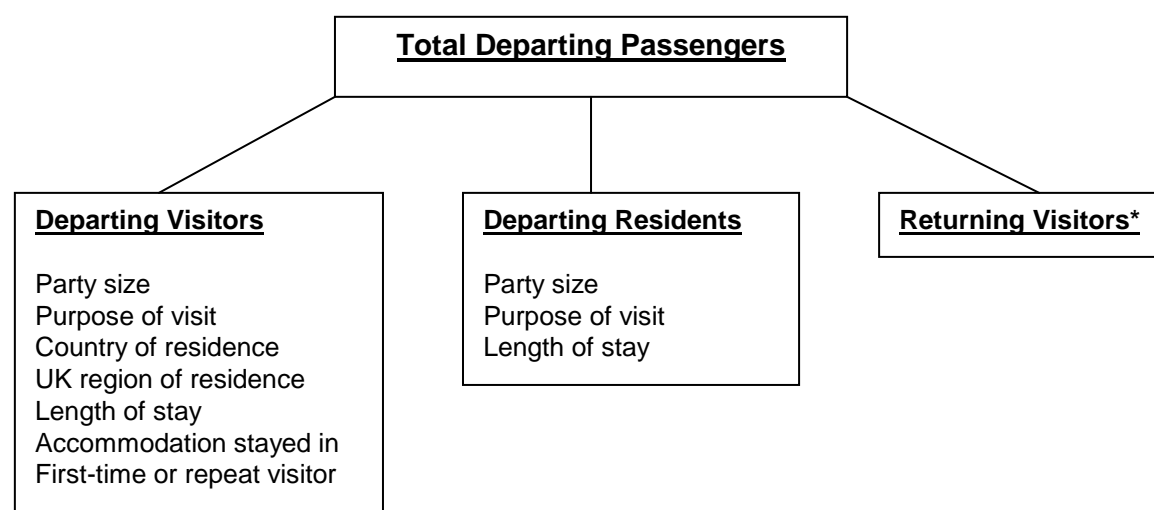 Total Departing Passengers
Departing Visitors
Party size
Purpose of visit
Country of residence
UK region of residence
Length of stay
Accommodation stayed in
First-time or repeat visitor
Departing Residents
Party size
Purpose of visit
Length of stay
Returning Visitors*